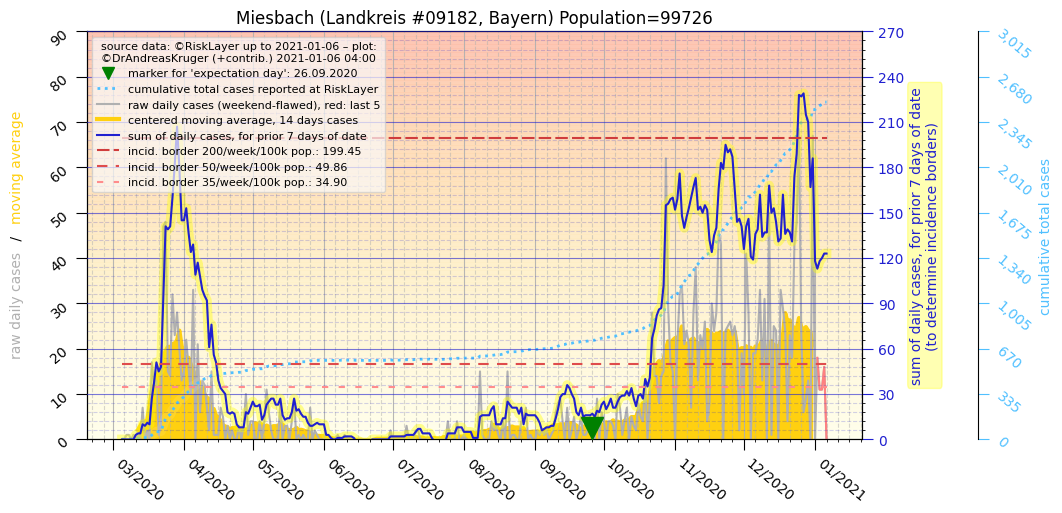 Miesbach (Landkreis #09182, Bayern) Population=99726
source data: ©RiskLayer up to 2021-01-06 – plot:
©DrAndreasKruger (+contrib.) 2021-01-06 04:00
marker for 'expectation day': 26.09.2020
cumulative total cases reported at RiskLayer
raw daily cases (weekend-flawed), red: last 5
centered moving average, 14 days cases
sum of daily cases, for prior 7 days of date
incid. border 200/week/100k pop.: 199.45
incid. border 50/week/100k pop.: 49.86
incid. border 35/week/100k pop.: 34.90
raw daily cases / moving average
90
80
70
60
50
40
30
20
10
0
03/2020
04/2020
05/2020
06/2020
07/2020
08/2020
09/2020
10/2020
11/2020
12/2020
01/2021
270
240
210
180
150
120
90
60
30
0
sum of daily cases, for prior 7 days of date
(to determine incidence borders)
3,015
2,680
2,345
2,010
1,675
1,340
1,005
670
335
0
cumulative total cases